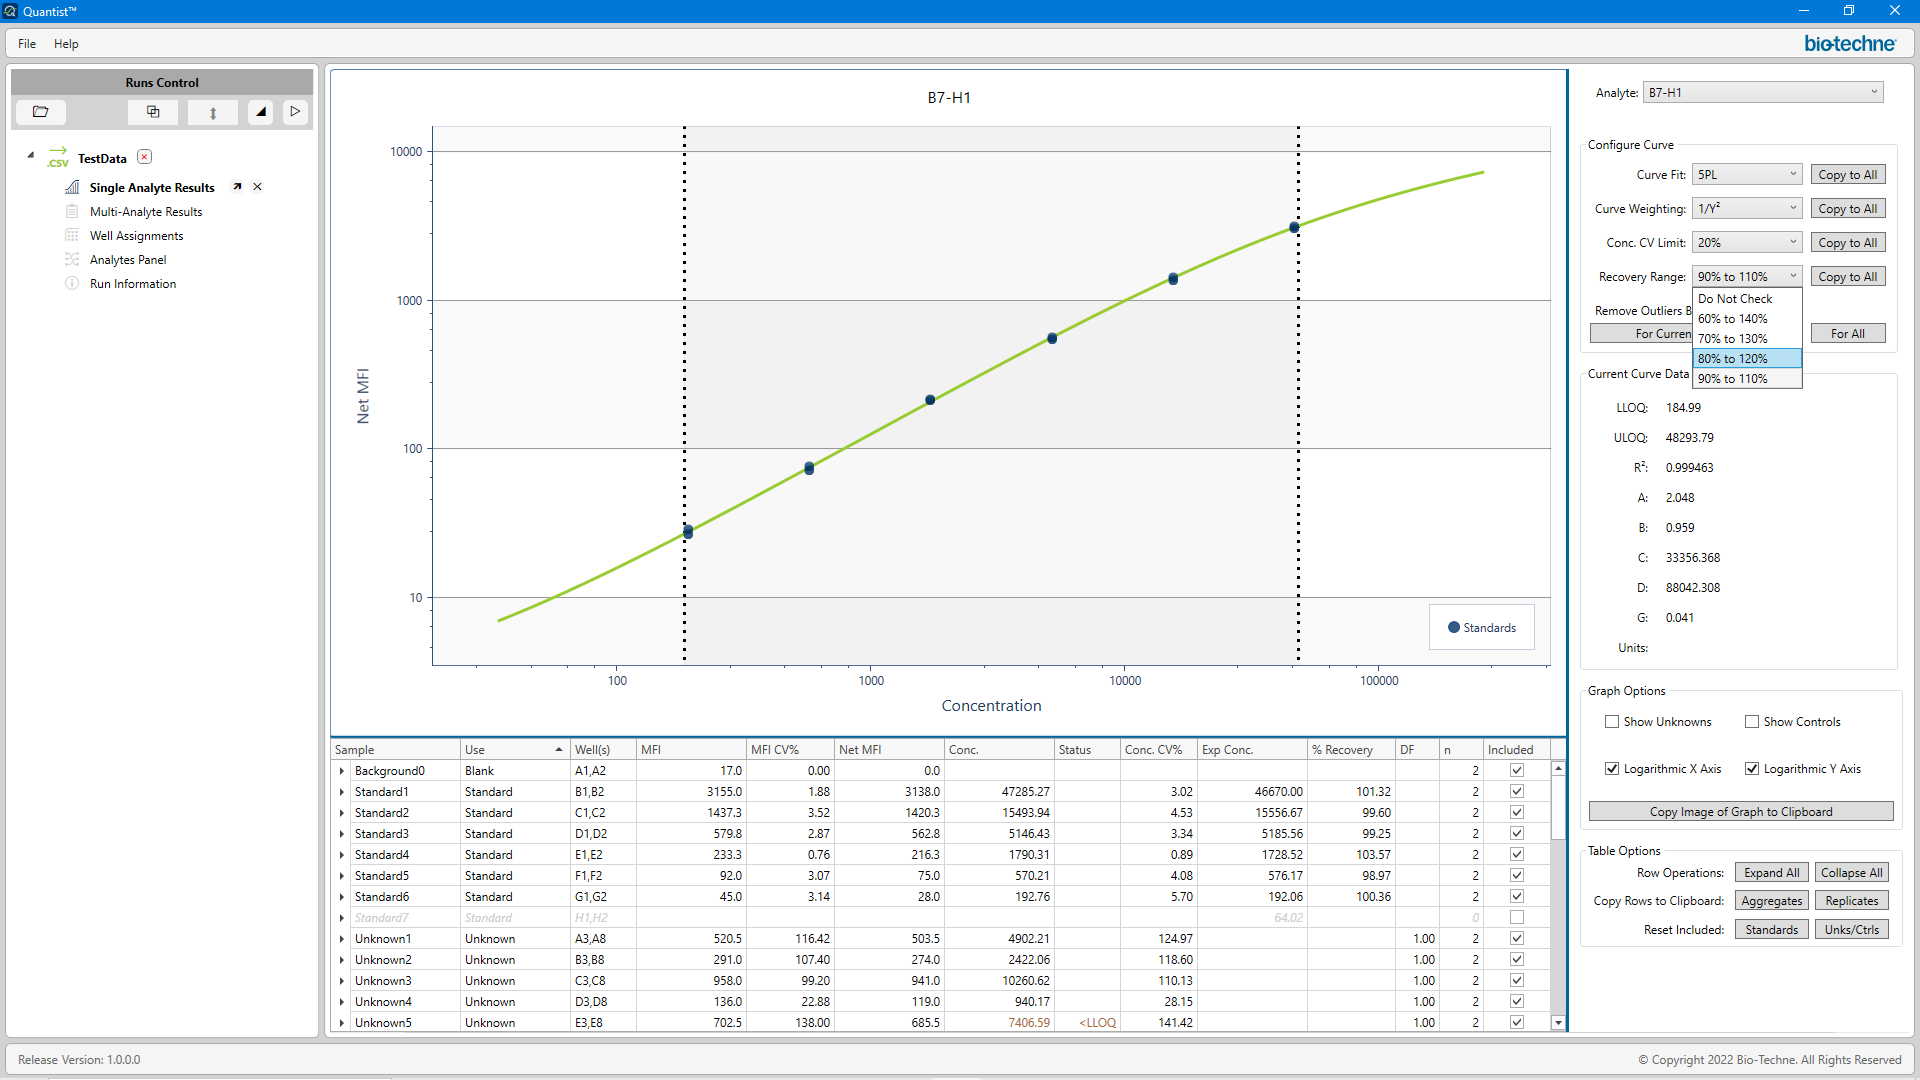 Quantist™
File Help
bio-techne®
Runs Control
.csv TestData
Single Analyte Results
Multi-Analyte Results
Well Assignments
Analytes Panel
Run Information
B7-H1
10000
1000
100
10
Net MFI
100 1000 10000 100000
Concentration
Standards
Sample Use Well(s) MFI MFI CV% Net MFI Conc. Status Conc. CV% Exp Conc. % Recovery DF n Included
Background0 Blank A1,A2 17.0 0.00 0.0 2
Standard1 Standard B1,B2 3155.0 1.88 3138.0 47285.27 3.02 46670.00 101.32 2
Standard2 Standard C1,C2 1437.3 3.52 1420.3 15493.94 4.53 15556.67 99.60 2
Standard3 Standard D1,D2 579.8 2.87 562.8 5146.43 3.34 5185.56 99.25 2
Standard4 Standard E1,E2 233.3 0.76 216.3 1790.31 0.89 1728.52 103.57 2
Standard5 Standard F1,F2 92.0 3.07 75.0 570.21 4.08 576.17 98.97 2
Standard6 Standard G1,G2 45.0 3.14 28.0 192.76 5.70 192.06 100.36 2
Standard7 Standard H1,H2 64.02 0
Unknown1 Unknown A3,A8 520.5 116.42 503.5 4902.21 124.97 1.00 2
Unknown2 Unknown B3,B8 291.0 107.40 274.0 2422.06 118.60 1.00 2
Unknown3 Unknown C3,C8 958.0 99.20 941.0 10260.62 110.13 1.00 2
Unknown4 Unknown D3,D8 136.0 22.88 119.0 940.17 28.15 1.00 2
Unknown5 Unknown E3,E8 702.5 138.00 685.5 7406.59 <LLOQ 141.42 1.00 2
Analyte: B7-H1
Configure Curve
Curve Fit: 5PL Copy to All
Curve Weighting: 1/Y² Copy to All
Conc. CV Limit: 20% Copy to All
Recovery Range: 90% to 110% Copy to All
Do Not Check
60% to 140%
70% to 130%
80% to 120%
90% to 110%
Remove Outliers B
For Curren For All
Current Curve Data
LLOQ: 184.99
ULOQ: 48293.79
R²: 0.999463
A: 2.048
B: 0.959
C: 33356.368
D: 88042.308
G: 0.041
Units:
Graph Options
Show Unknowns Show Controls
Logarithmic X Axis Logarithmic Y Axis
Copy Image of Graph to Clipboard
Table Options
Row Operations: Expand All Collapse All
Copy Rows to Clipboard: Aggregates Replicates
Reset Included: Standards Unks/Ctrls
Release Version: 1.0.0.0
© Copyright 2022 Bio-Techne. All Rights Reserved